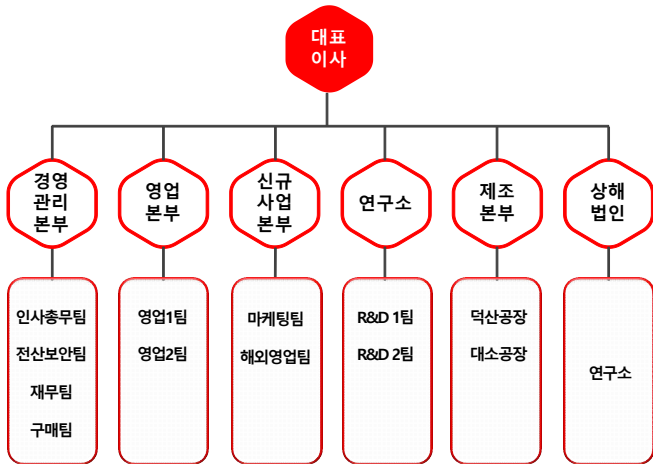 대표
이사
경영
관리
본부
영업
본부
신규
사업
본부
연구소
제조
본부
상해
법인
인사총무팀
전산보안팀
재무팀
구매팀
영업1팀
영업2팀
마케팅팀
해외영업팀
R&D 1팀
R&D 2팀
덕산공장
대소공장
연구소